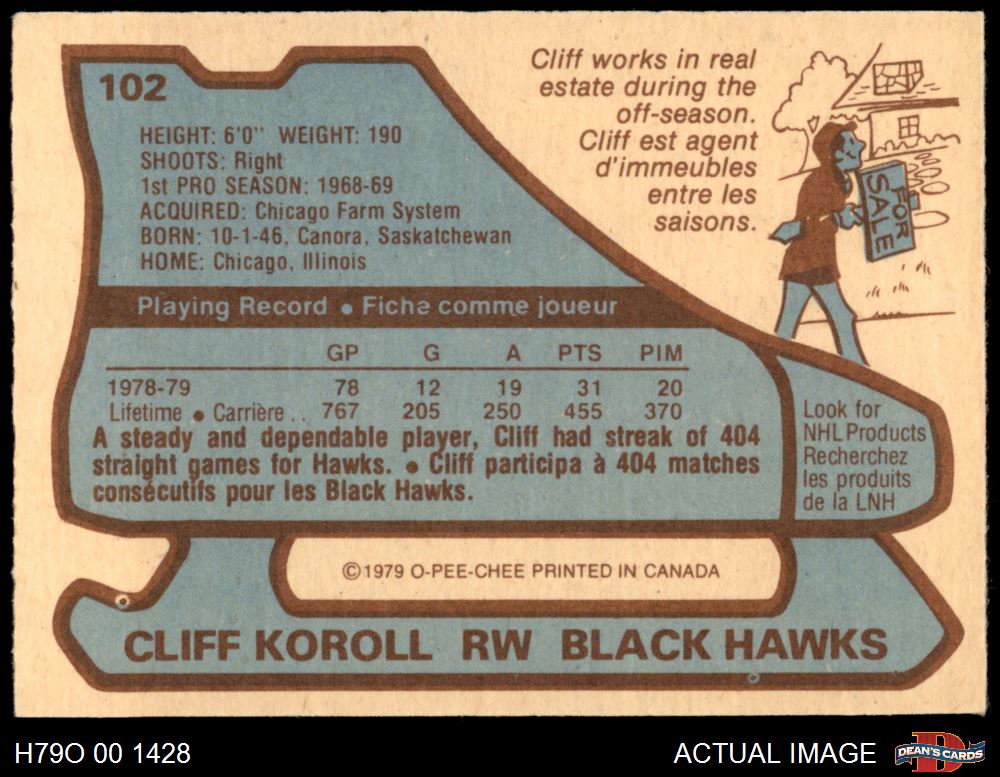 102
HEIGHT: 6'0" WEIGHT: 190
SHOOTS: Right
1st PRO SEASON: 1968-69
ACQUIRED: Chicago Farm System
BORN: 10-1-46, Canora, Saskatchewan
HOME: Chicago, Illinois
Cliff works in real
estate during the
off-season.
Cliff est agent
d'immeubles
entre les
saisons.
FOR
SALE
Playing Record • Fiche comme joueur
GP G A PTS PIM
1978-79 78 12 19 31 20
Lifetime • Carrière .. 767 205 250 455 370
A steady and dependable player, Cliff had streak of 404
straight games for Hawks. • Cliff participa à 404 matches
consécutifs pour les Black Hawks.
Look for
NHL Products
Recherchez
les produits
de la LNH
©1979 O-PEE-CHEE PRINTED IN CANADA
CLIFF KOROLL RW BLACK HAWKS
H79O 00 1428
ACTUAL IMAGE
D
DEAN'S CARDS